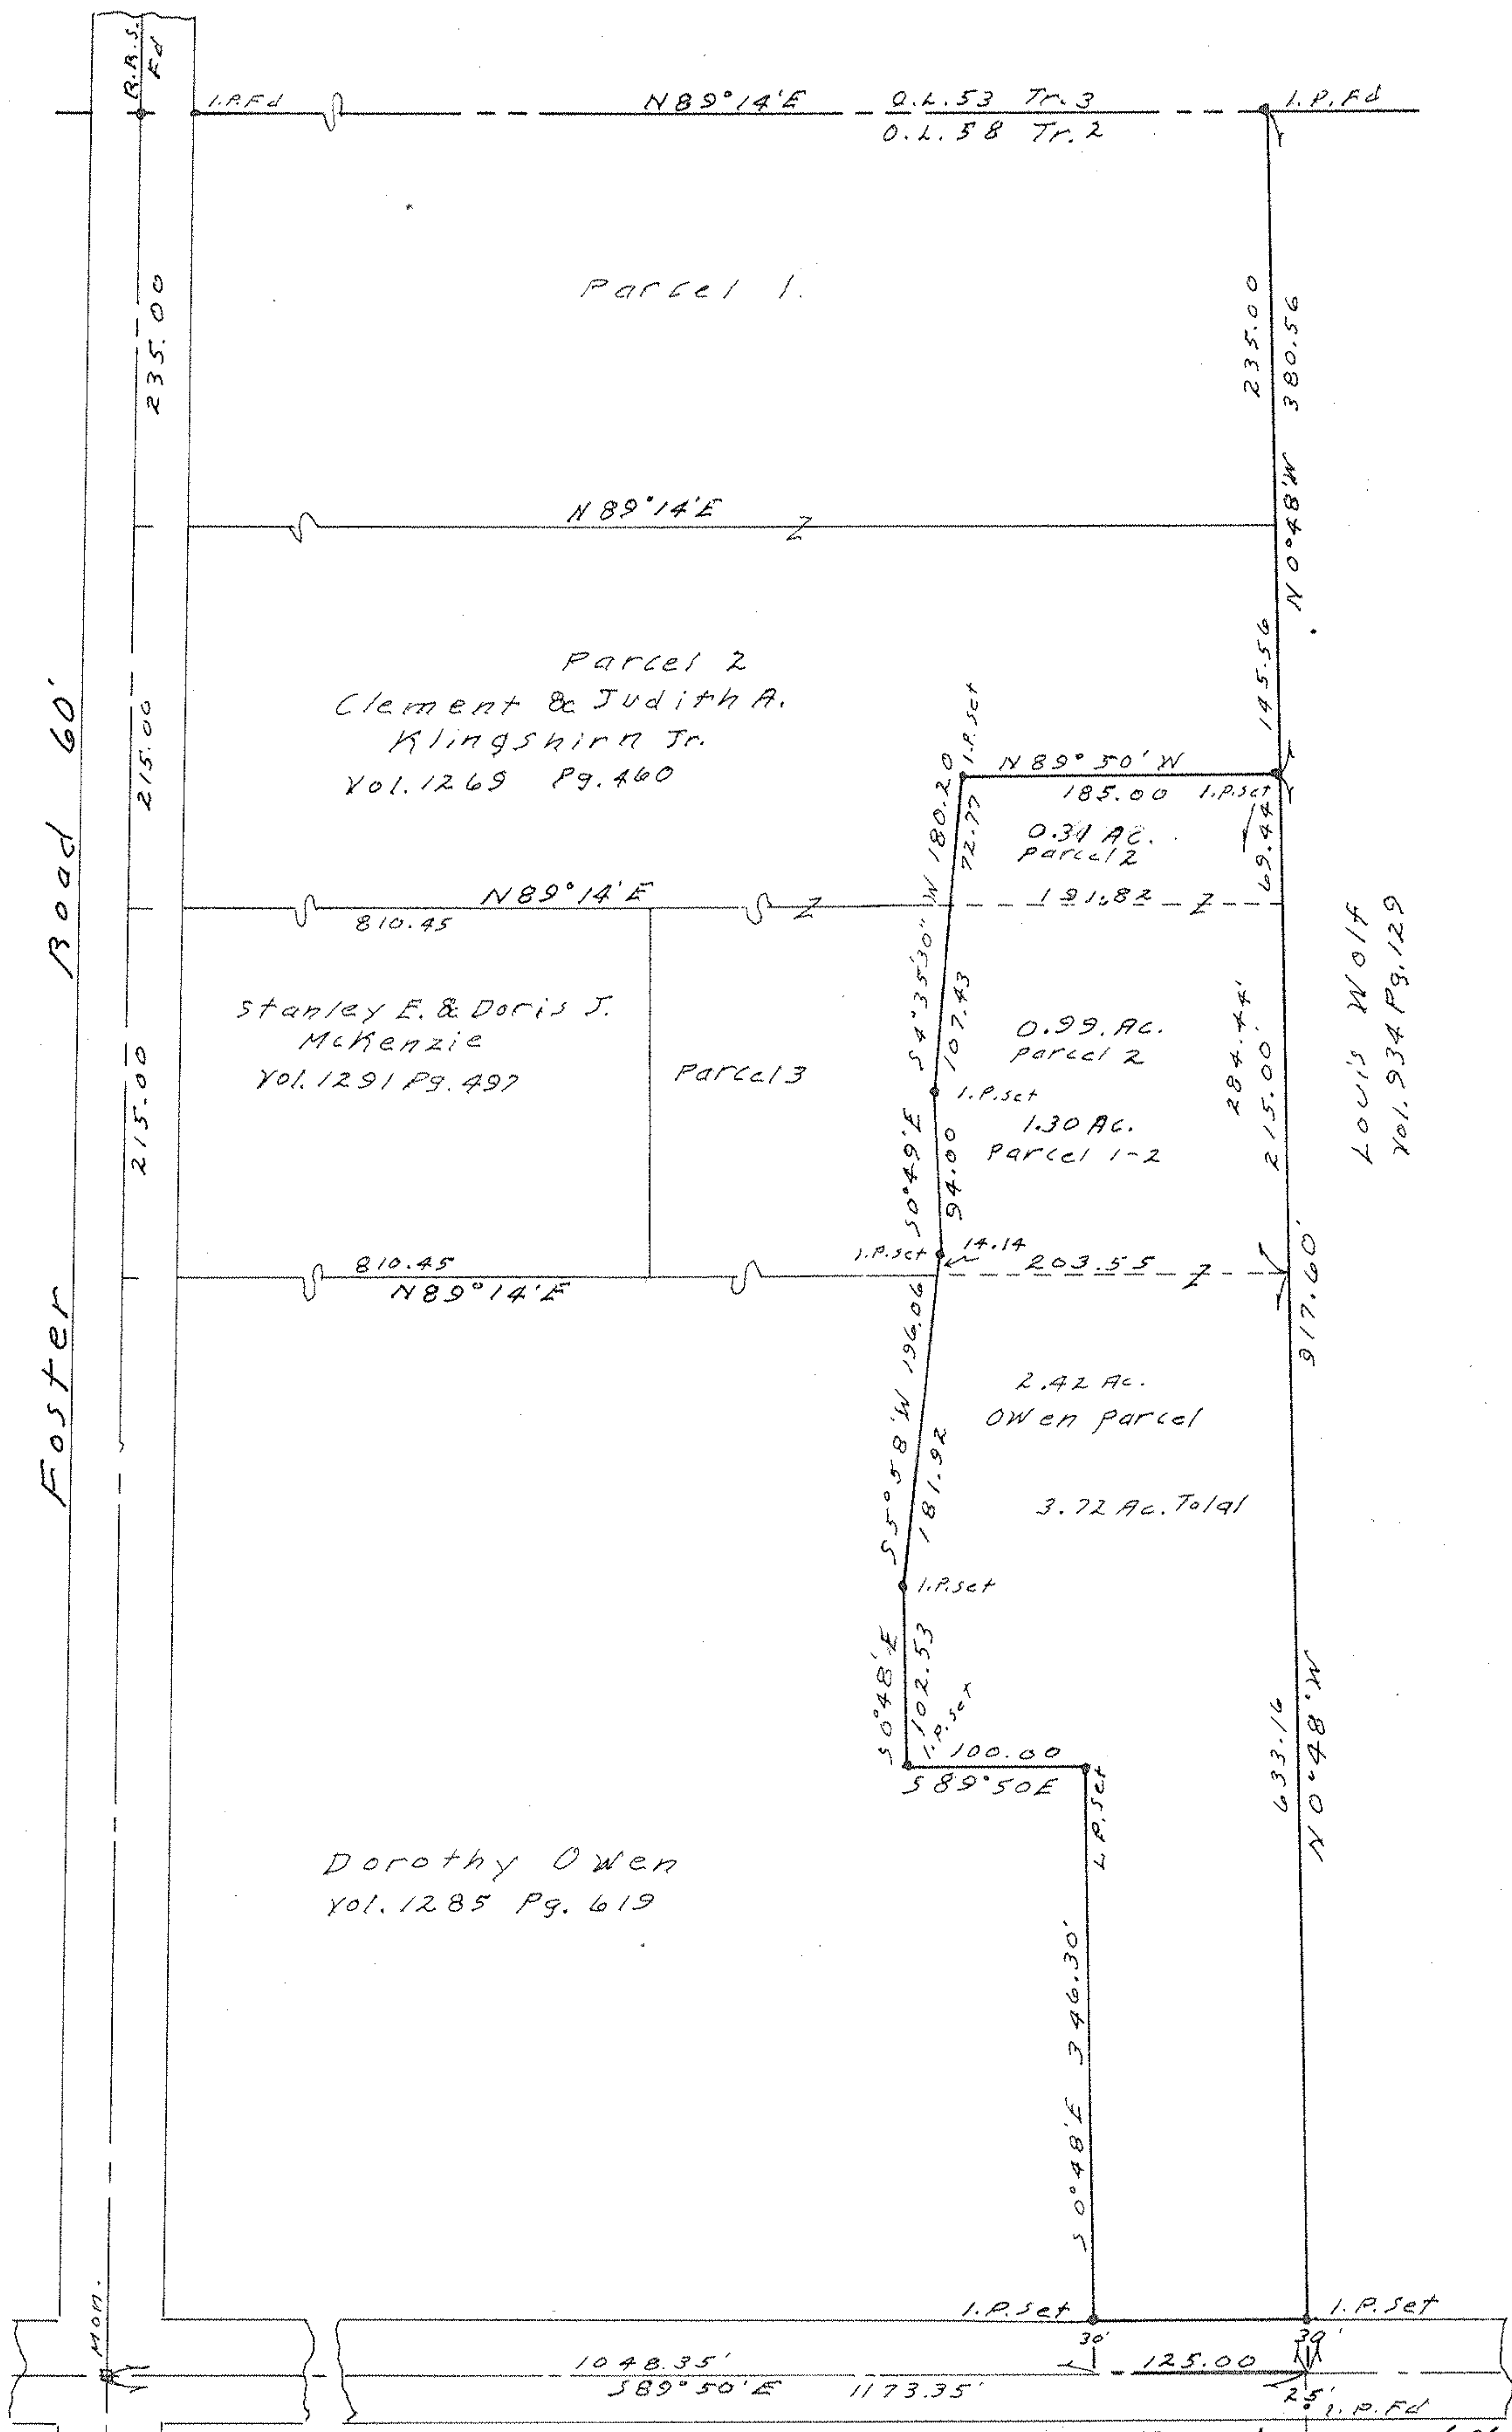 R.R.S.
Fd
I.P.Fd
N89°14'E
O.L.53 Tr.3
O.L.58 Tr.2
I.P.Fd
235.00
Parcel 1.
235.00
380.56
N0°48'W
N89°14'E
Parcel 2
Clement & Judith A.
Klingshirn Jr.
Vol.1269 Pg.460
215.00
Foster Road 60'
145.56
I.P.Set
N89°50'W
185.00
I.P.Set
0.31 AC.
Parcel 2
69.44
S4°35'30"W 180.20
72.77
107.43
N89°14'E
810.45
191.82
Stanley E. & Doris J.
McKenzie
Vol.1291 Pg.497
Parcel 3
215.00
0.99. Ac.
Parcel 2
I.P.Set
1.30 Ac.
Parcel 1-2
284.44'
215.00'
Louis Wolf
Vol.934 Pg.129
S0°49'E
94.00
I.P.Set
14.14
203.55
810.45
N89°14'E
917.60'
S5°58'W 196.06
181.92
2.42 Ac.
Owen Parcel
3.72 Ac. Total
I.P.Set
S0°48'E
102.53
I.P.Set
100.00
S89°50E
I.P.Set
633.16
N0°48'W
Dorothy Owen
Vol.1285 Pg.619
S0°48'E 346.30'
I.P.Set
I.P.Set
Mon.
30'
30'
1048.35'
125.00
S89°50'E 1173.35'
25'
I.P.Fd